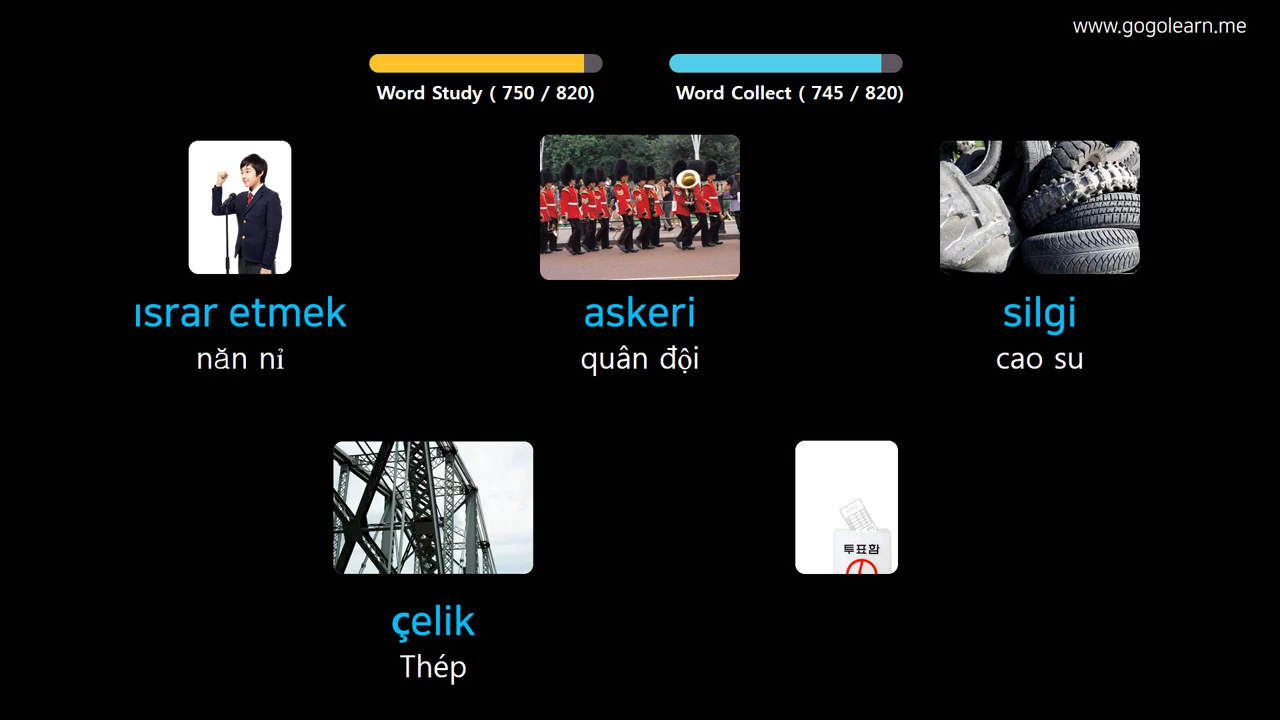 www.gogolearn.me
Word Study ( 750 / 820)
Word Collect ( 745 / 820)
ısrar etmek
năn nỉ
askeri
quân đội
silgi
cao su
투표함
çelik
Thép